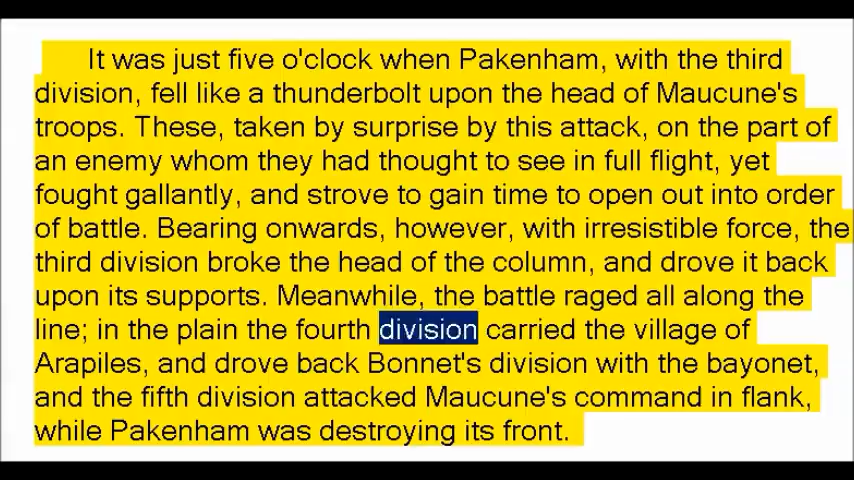 It was just five o'clock when Pakenham, with the third
division, fell like a thunderbolt upon the head of Maucune's
troops. These, taken by surprise by this attack, on the part of
an enemy whom they had thought to see in full flight, yet
fought gallantly, and strove to gain time to open out into order
of battle. Bearing onwards, however, with irresistible force, the
third division broke the head of the column, and drove it back
upon its supports. Meanwhile, the battle raged all along the
line; in the plain the fourth division carried the village of
Arapiles, and drove back Bonnet's division with the bayonet,
and the fifth division attacked Maucune's command in flank,
while Pakenham was destroying its front.